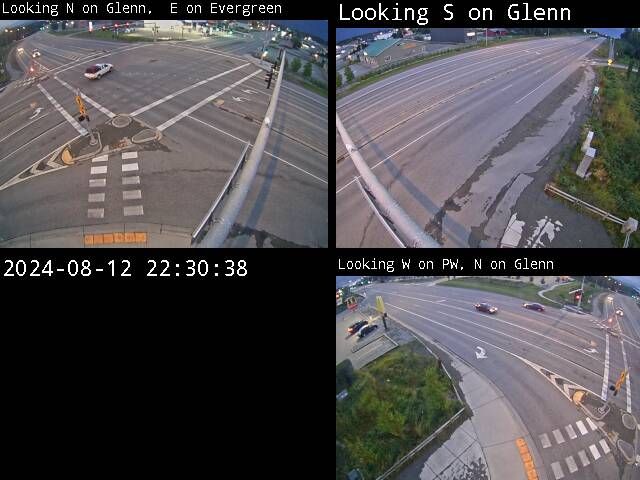 Looking N on Glenn,  E on Evergreen
Looking S on Glenn
2024-08-12 22:30:38
Looking W on PW, N on Glenn